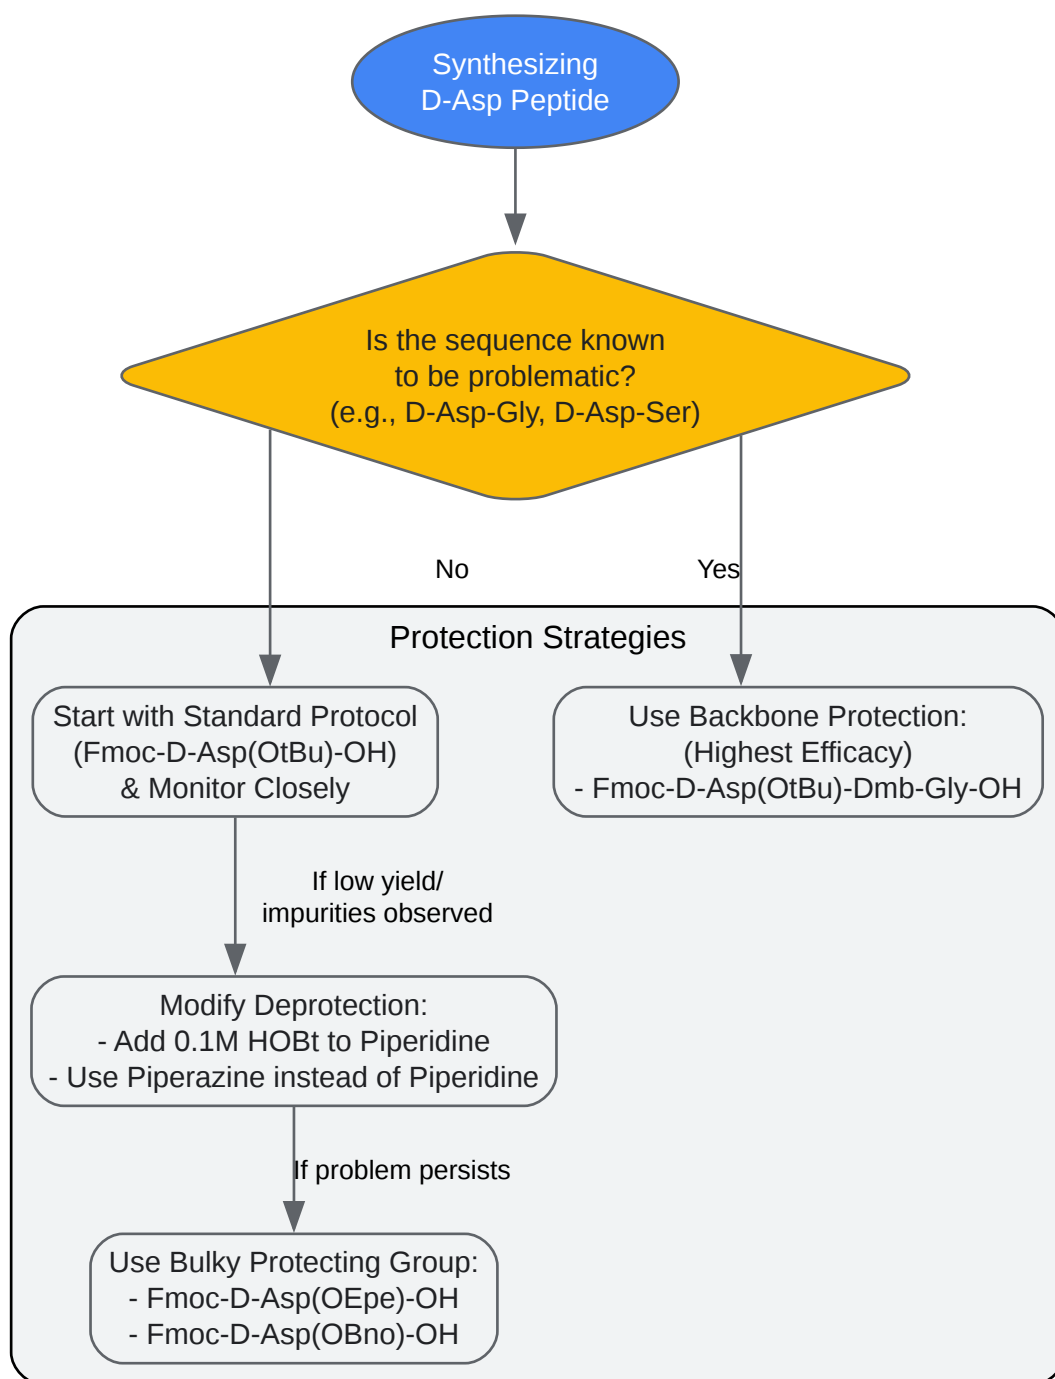 Synthesizing
D-Asp Peptide
Is the sequence known
to be problematic?
(e.g., D-Asp-Gly, D-Asp-Ser)
No
Yes
Protection Strategies
Start with Standard Protocol
(Fmoc-D-Asp(OtBu)-OH)
& Monitor Closely
Use Backbone Protection:
(Highest Efficacy)
- Fmoc-D-Asp(OtBu)-Dmb-Gly-OH
If low yield/
impurities observed
Modify Deprotection:
- Add 0.1M HOBt to Piperidine
- Use Piperazine instead of Piperidine
If problem persists
Use Bulky Protecting Group:
- Fmoc-D-Asp(OEpe)-OH
- Fmoc-D-Asp(OBno)-OH